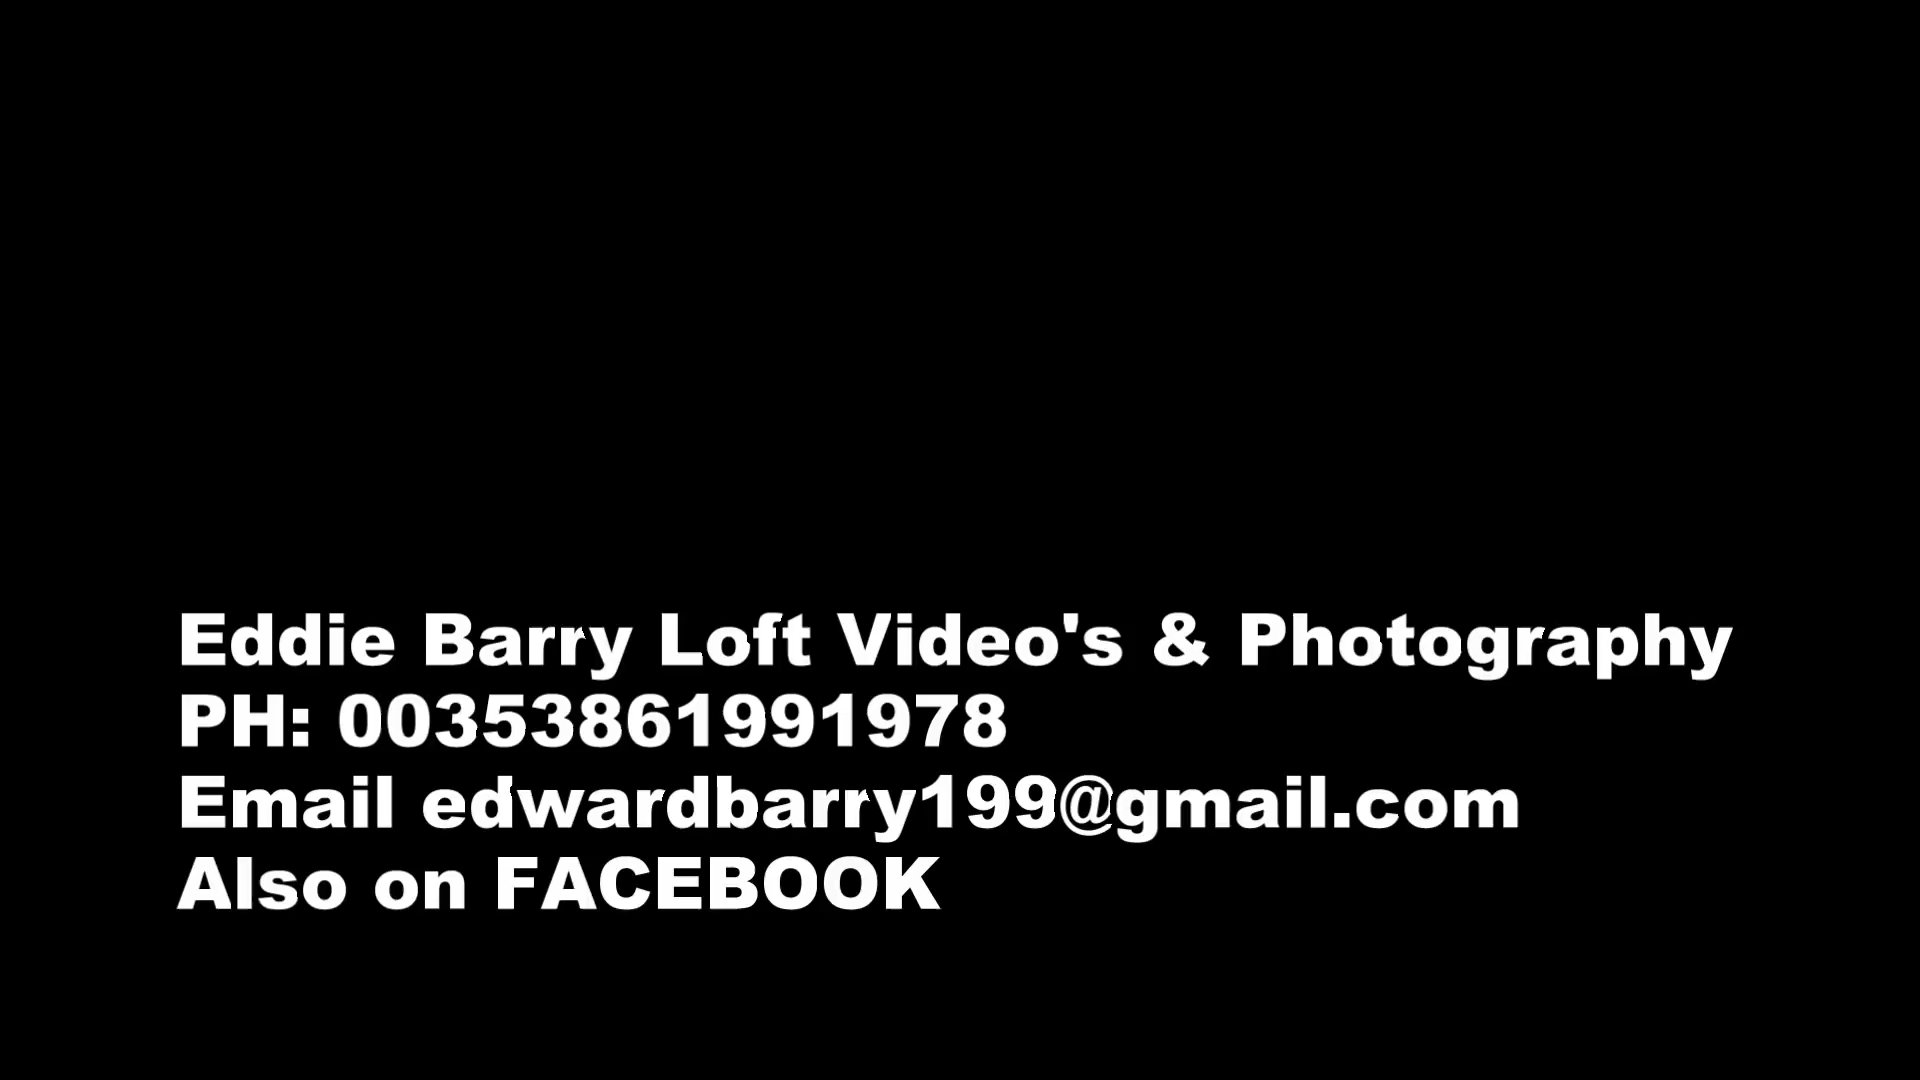 Eddie Barry Loft Video's & Photography
PH: 00353861991978
Email edwardbarry199@gmail.com
Also on FACEBOOK